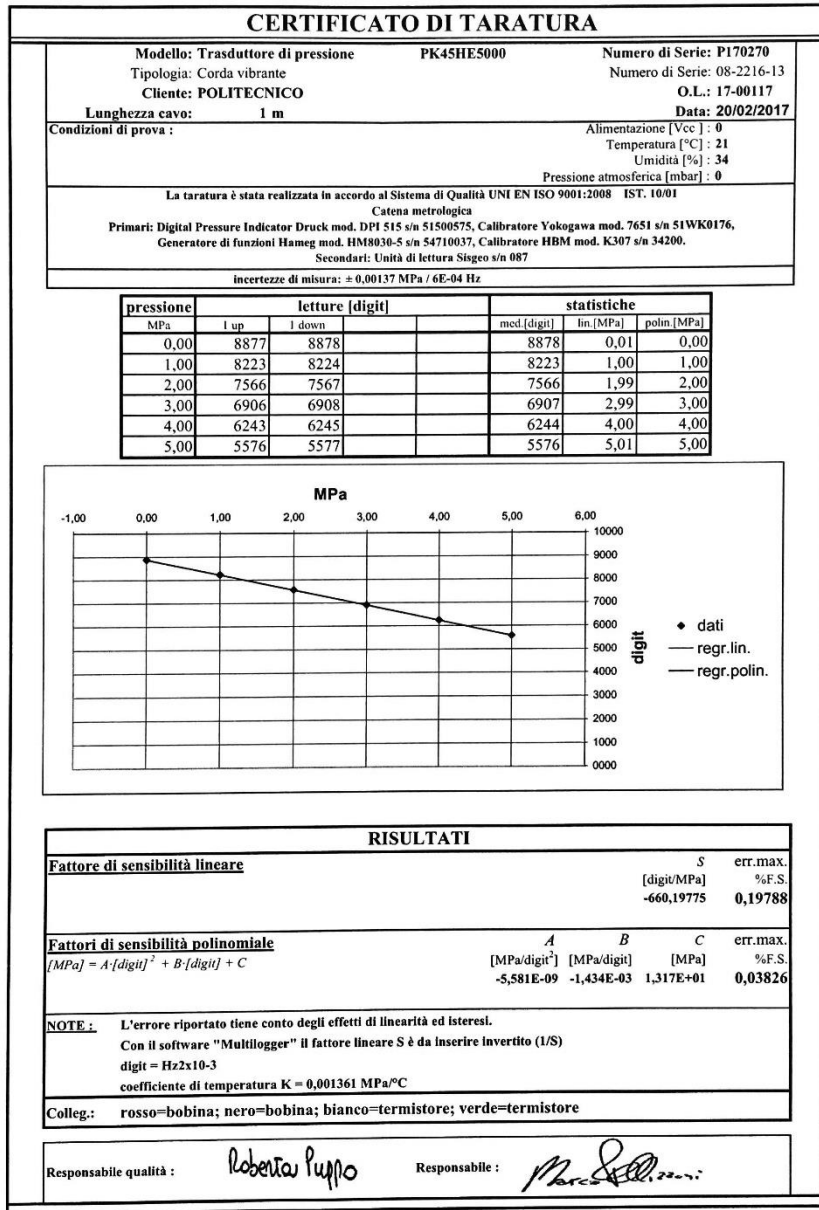 CERTIFICATO DI TARATURA
Modello: Trasduttore di pressione PK45HE5000 Numero di Serie: P170270
Tipologia: Corda vibrante Numero di Serie: 08-2216-13
Cliente: POLITECNICO O.L.: 17-00117
Lunghezza cavo: 1 m Data: 20/02/2017
Condizioni di prova : Alimentazione [Vcc ] : 0
Temperatura [°C] : 21
Umidità [%] : 34
Pressione atmosferica [mbar] : 0
La taratura è stata realizzata in accordo al Sistema di Qualità UNI EN ISO 9001:2008 IST. 10/01
Catena metrologica
Primari: Digital Pressure Indicator Druck mod. DPI 515 s/n 51500575, Calibratore Yokogawa mod. 7651 s/n 51WK0176,
Generatore di funzioni Hameg mod. HM8030-5 s/n 54710037, Calibratore HBM mod. K307 s/n 34200.
Secondari: Unità di lettura Sisgeo s/n 087
incertezze di misura: ± 0,00137 MPa / 6E-04 Hz
pressione letture [digit] statistiche
MPa 1 up 1 down med.[digit] lin.[MPa] polin.[MPa]
0,00 8877 8878 8878 0,01 0,00
1,00 8223 8224 8223 1,00 1,00
2,00 7566 7567 7566 1,99 2,00
3,00 6906 6908 6907 2,99 3,00
4,00 6243 6245 6244 4,00 4,00
5,00 5576 5577 5576 5,01 5,00
MPa
-1,00 0,00 1,00 2,00 3,00 4,00 5,00 6,00
10000
9000
8000
7000
6000
5000
4000
3000
2000
1000
0000
digit
dati
regr.lin.
regr.polin.
RISULTATI
Fattore di sensibilità lineare S err.max.
[digit/MPa] %F.S.
-660,19775 0,19788
Fattori di sensibilità polinomiale A B C err.max.
[MPa] = A·[digit]² + B·[digit] + C [MPa/digit²] [MPa/digit] [MPa] %F.S.
-5,581E-09 -1,434E-03 1,317E+01 0,03826
NOTE : L'errore riportato tiene conto degli effetti di linearità ed isteresi.
Con il software "Multilogger" il fattore lineare S è da inserire invertito (1/S)
digit = Hz2x10-3
coefficiente di temperatura K = 0,001361 MPa/°C
Colleg.: rosso=bobina; nero=bobina; bianco=termistore; verde=termistore
Responsabile qualità : Roberta Puppo Responsabile : Marco